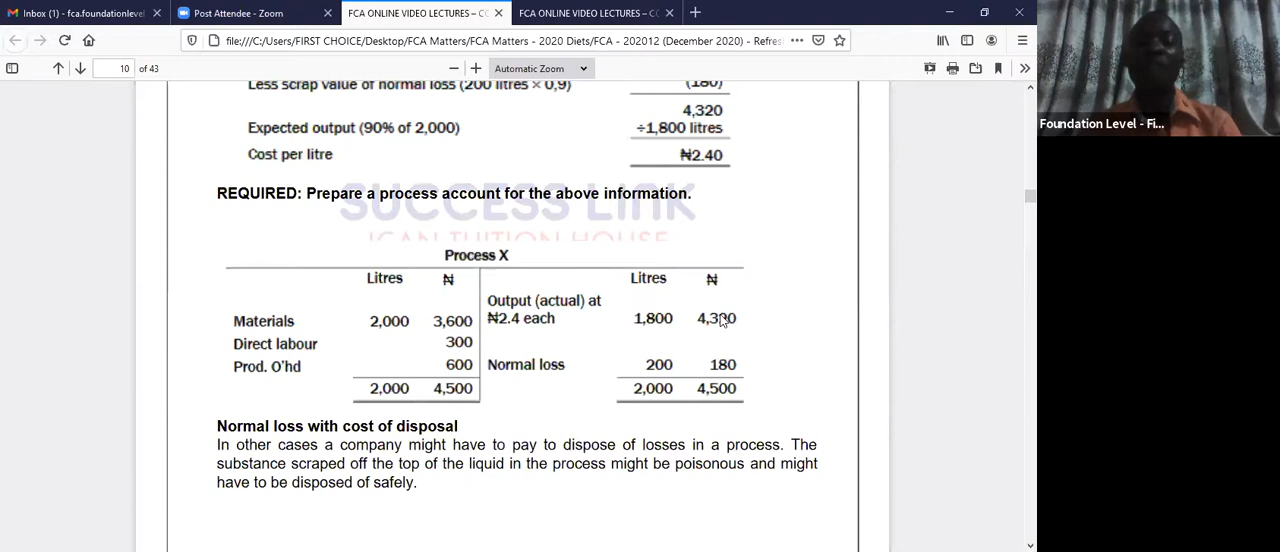 Inbox (1) - fca.foundationlevel
Post Attendee - Zoom
FCA ONLINE VIDEO LECTURES – CC
FCA ONLINE VIDEO LECTURES – CC
file:///C:/Users/FIRST CHOICE/Desktop/FCA Matters/FCA Matters - 2020 Diets/FCA - 202012 (December 2020) - Refres
10 of 43
Automatic Zoom
Foundation Level - Fi...
Less scrap value of normal loss (200 litres × 0,9) (180)
4,320
Expected output (90% of 2,000) ÷1,800 litres
Cost per litre ₦2.40
REQUIRED: Prepare a process account for the above information.
SUCCESS LINK
ICAN TUITION HOUSE
Process X
Litres ₦ Litres ₦
Output (actual) at
Materials 2,000 3,600 ₦2.4 each 1,800 4,320
Direct labour 300
Prod. O'hd 600 Normal loss 200 180
2,000 4,500 2,000 4,500
Normal loss with cost of disposal
In other cases a company might have to pay to dispose of losses in a process. The
substance scraped off the top of the liquid in the process might be poisonous and might
have to be disposed of safely.